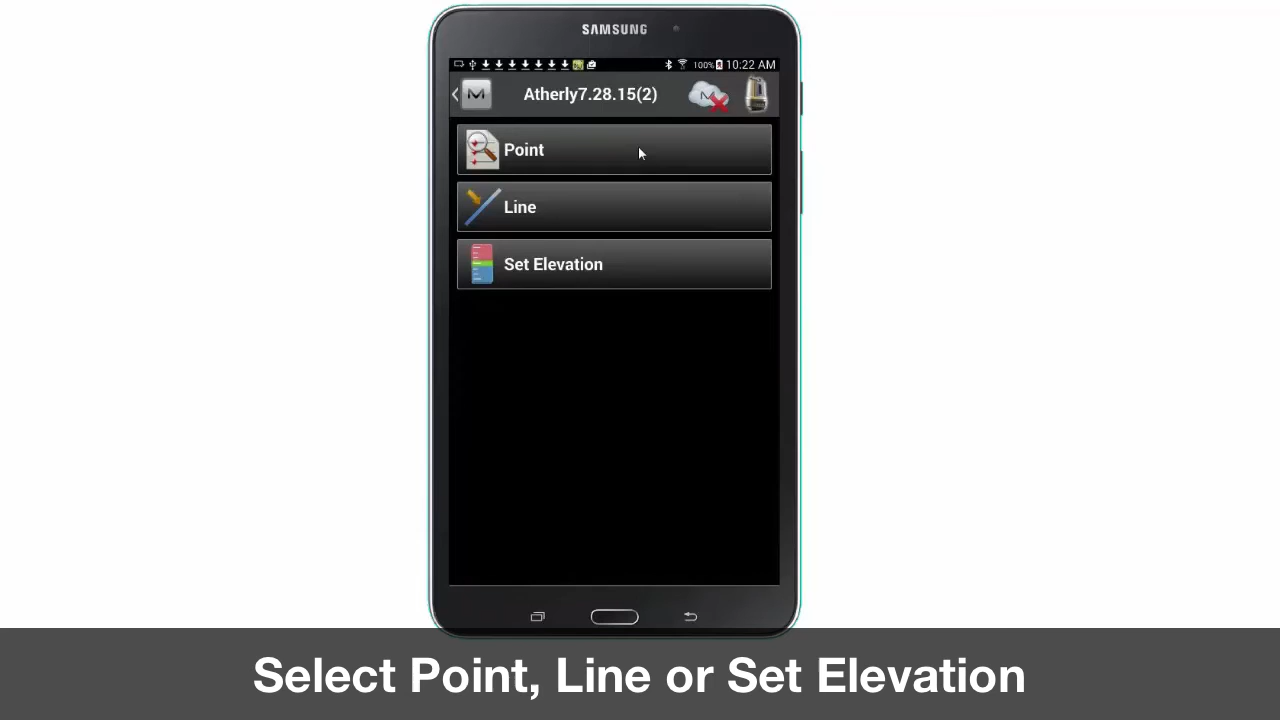 SAMSUNG
100% 10:22 AM
Atherly7.28.15(2)
Point
Line
Set Elevation
Select Point, Line or Set Elevation